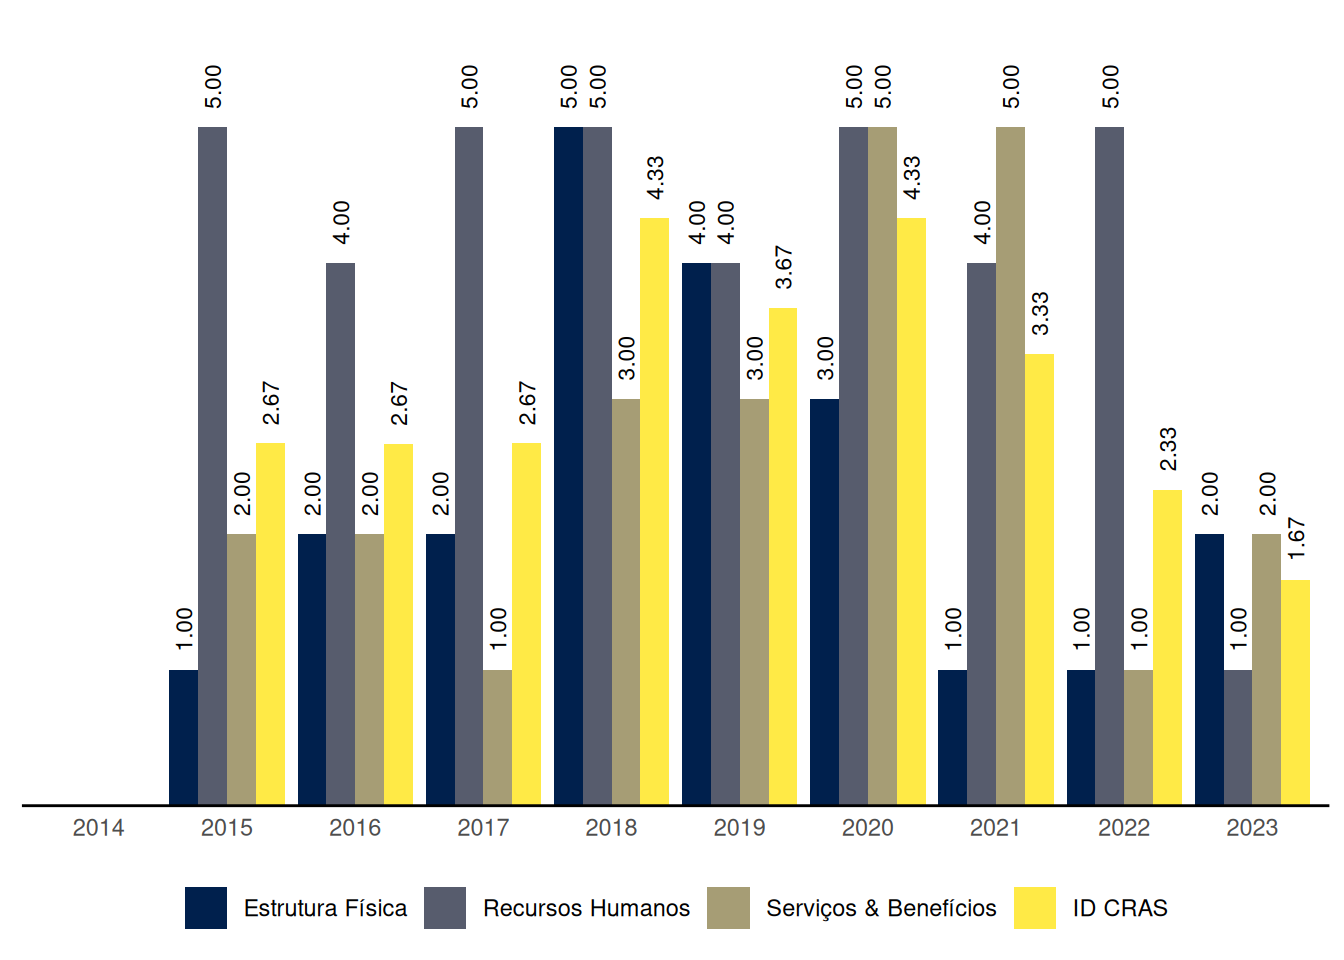 1.00 5.00 2.00 2.67
2.00 4.00 2.00 2.67
2.00 5.00 1.00 2.67
5.00 5.00 3.00 4.33
4.00 4.00 3.00 3.67
3.00 5.00 5.00 4.33
1.00 4.00 5.00 3.33
1.00 5.00 1.00 2.33
2.00 1.00 2.00 1.67
2014 2015 2016 2017 2018 2019 2020 2021 2022 2023
Estrutura Física Recursos Humanos Serviços & Benefícios ID CRAS